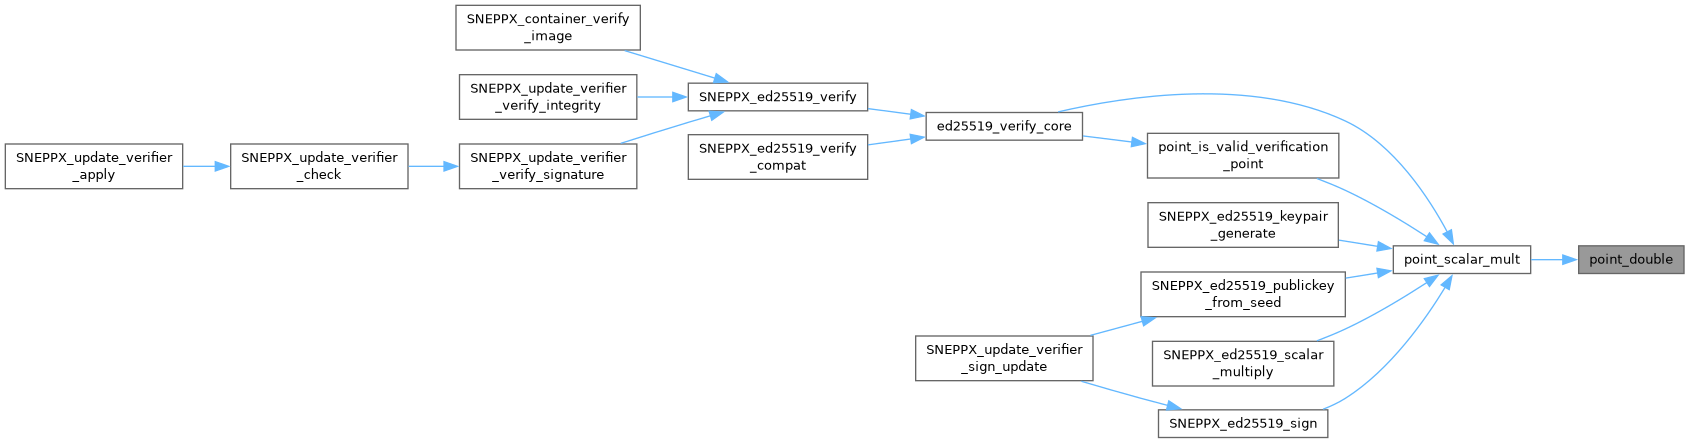 SNEPPX_container_verify
_image
SNEPPX_update_verifier
_verify_integrity
SNEPPX_ed25519_verify
ed25519_verify_core
SNEPPX_ed25519_verify
_compat
SNEPPX_update_verifier
_apply
SNEPPX_update_verifier
_check
SNEPPX_update_verifier
_verify_signature
point_is_valid_verification
_point
SNEPPX_ed25519_keypair
_generate
point_scalar_mult
point_double
SNEPPX_ed25519_publickey
_from_seed
SNEPPX_update_verifier
_sign_update
SNEPPX_ed25519_scalar
_multiply
SNEPPX_ed25519_sign